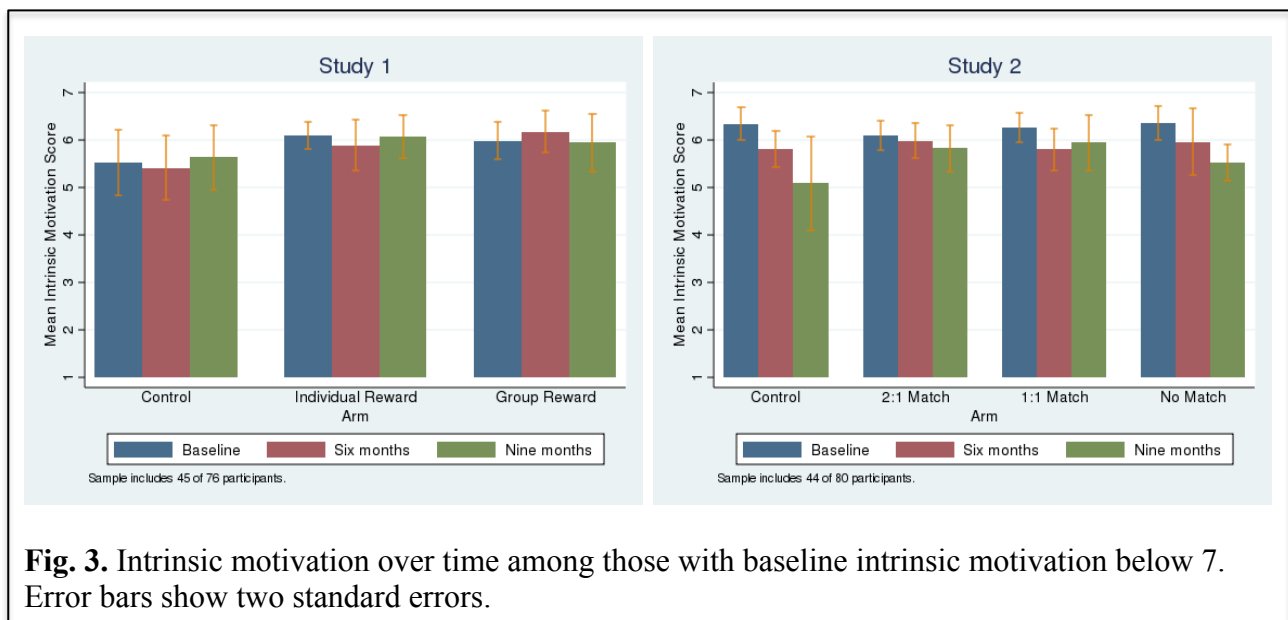 Study 1
7
6
5
4
3
2
1
Mean Intrinsic Motivation Score
Control Individual Reward Group Reward
Arm
Baseline Six months Nine months
Sample includes 45 of 76 participants.
Study 2
7
6
5
4
3
2
1
Mean Intrinsic Motivation Score
Control 2:1 Match 1:1 Match No Match
Arm
Baseline Six months Nine months
Sample includes 44 of 80 participants.
Fig. 3. Intrinsic motivation over time among those with baseline intrinsic motivation below 7.
Error bars show two standard errors.